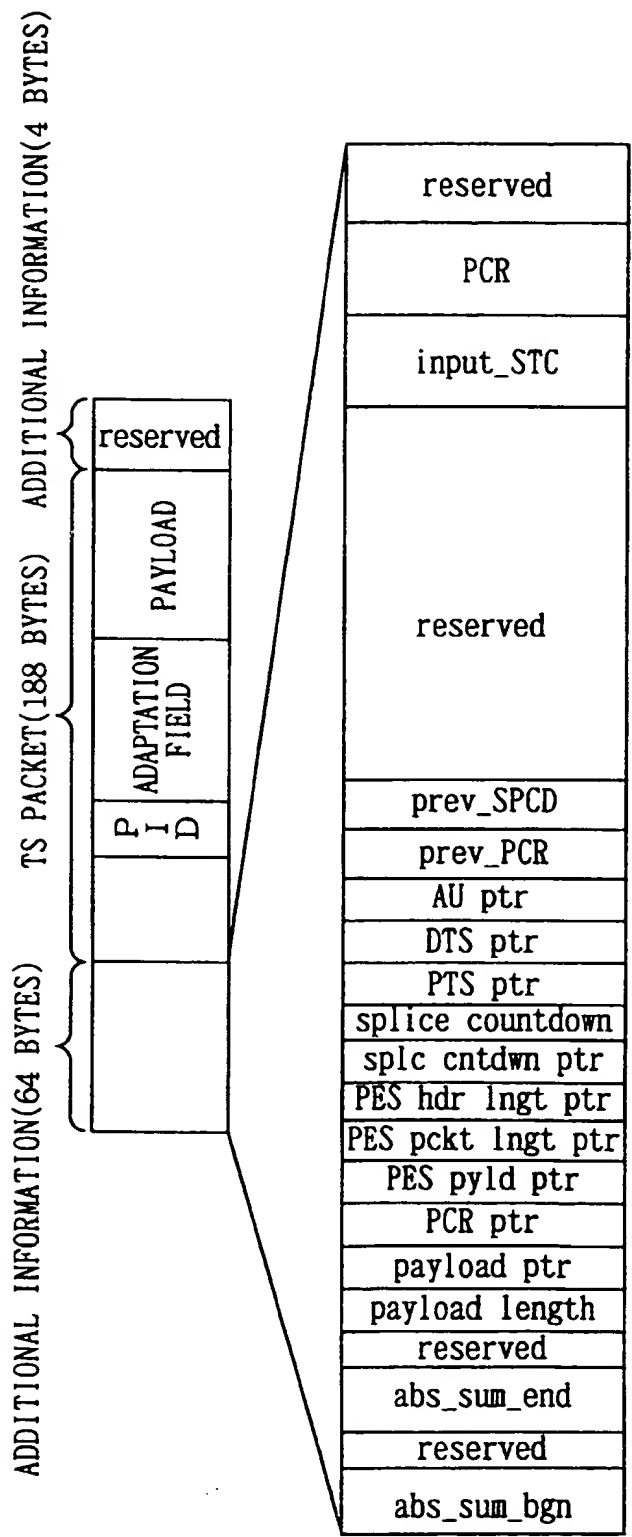 ADDITIONAL INFORMATION(4 BYTES)
TS PACKET(188 BYTES)
ADDITIONAL INFORMATION(64 BYTES)
reserved
PAYLOAD
ADAPTATION
FIELD
PID
reserved
PCR
input_STC
reserved
prev_SPCD
prev_PCR
AU ptr
DTS ptr
PTS ptr
splice countdown
splc cntdwn ptr
PES hdr lngt ptr
PES pckt lngt ptr
PES pyld ptr
PCR ptr
payload ptr
payload length
reserved
abs_sum_end
reserved
abs_sum_bgn